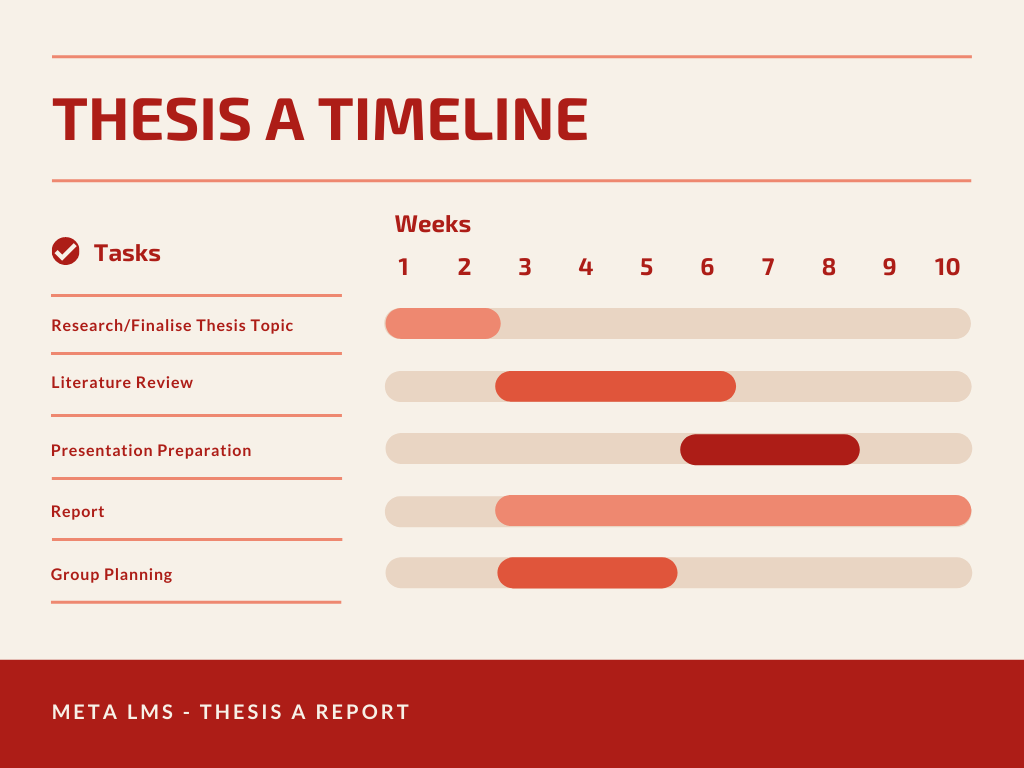 THESIS A TIMELINE
Weeks
Tasks
1 2 3 4 5 6 7 8 9 10
Research/Finalise Thesis Topic
Literature Review
Presentation Preparation
Report
Group Planning
META LMS - THESIS A REPORT